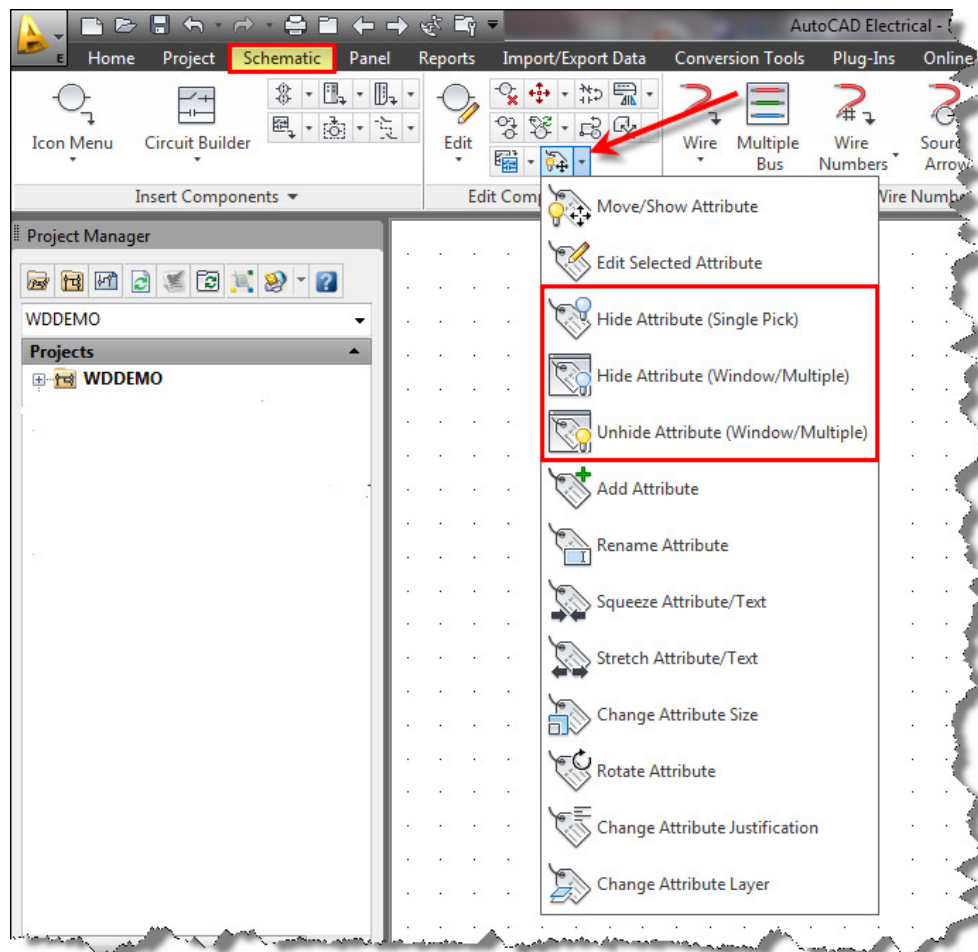 AutoCAD Electrical -
E
Home Project Schematic Panel Reports Import/Export Data Conversion Tools Plug-Ins Online
Icon Menu Circuit Builder Edit Wire Multiple Bus Wire Numbers
Insert Components
Project Manager
Move/Show Attribute
Edit Selected Attribute
WDDEMO
Hide Attribute (Single Pick)
Projects
WDDEMO
Hide Attribute (Window/Multiple)
Unhide Attribute (Window/Multiple)
Add Attribute
Rename Attribute
Squeeze Attribute/Text
Stretch Attribute/Text
Change Attribute Size
Rotate Attribute
Change Attribute Justification
Change Attribute Layer